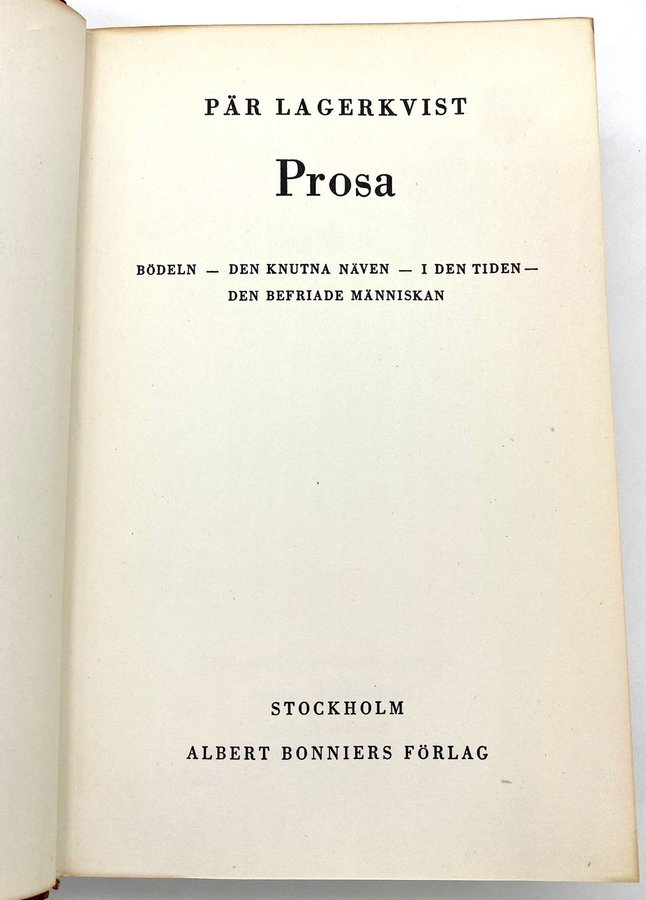 PÄR LAGERKVIST
Prosa
BÖDELN — DEN KNUTNA NÄVEN — I DEN TIDEN —
DEN BEFRIADE MÄNNISKAN
STOCKHOLM
ALBERT BONNIERS FÖRLAG